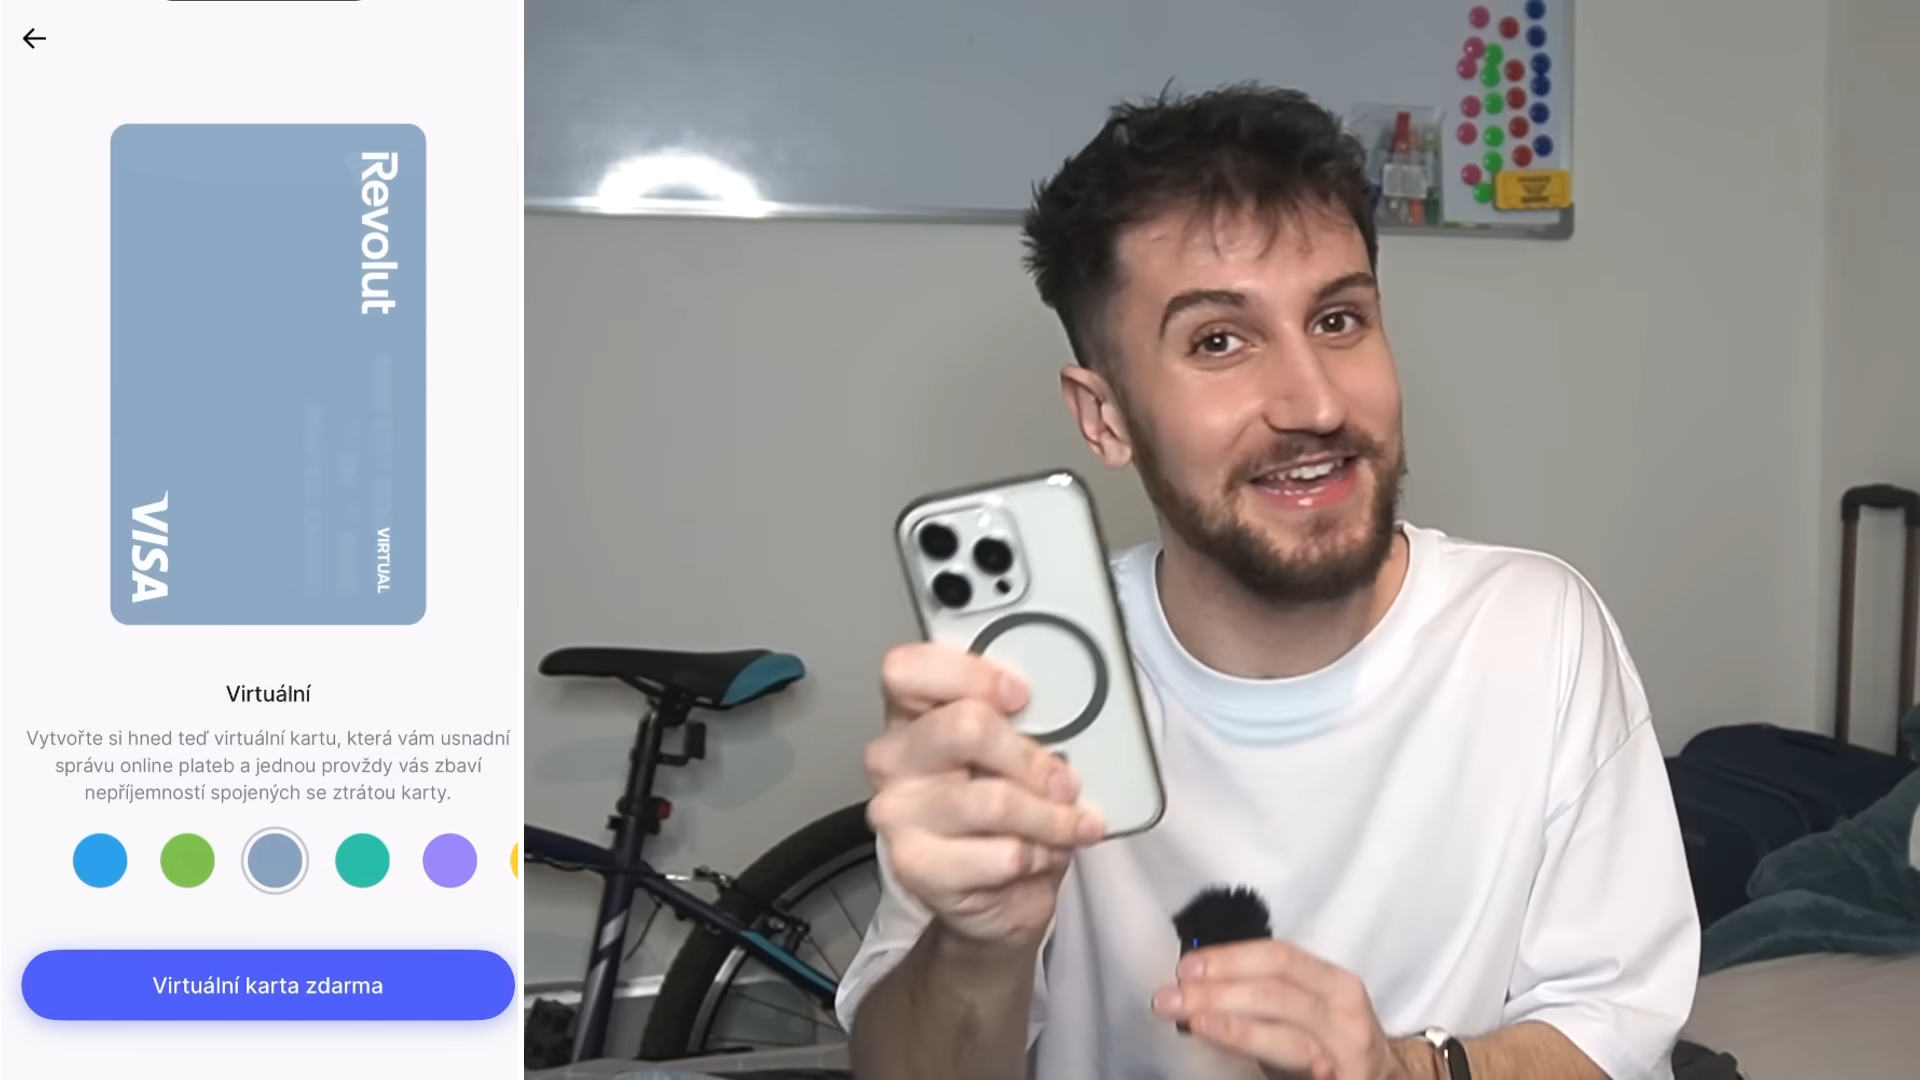 Revolut
VIRTUAL
VISA
Virtuální
Vytvořte si hned teď virtuální kartu, která vám usnadní
správu online plateb a jednou provždy vás zbaví
nepříjemností spojených se ztrátou karty.
Virtuální karta zdarma